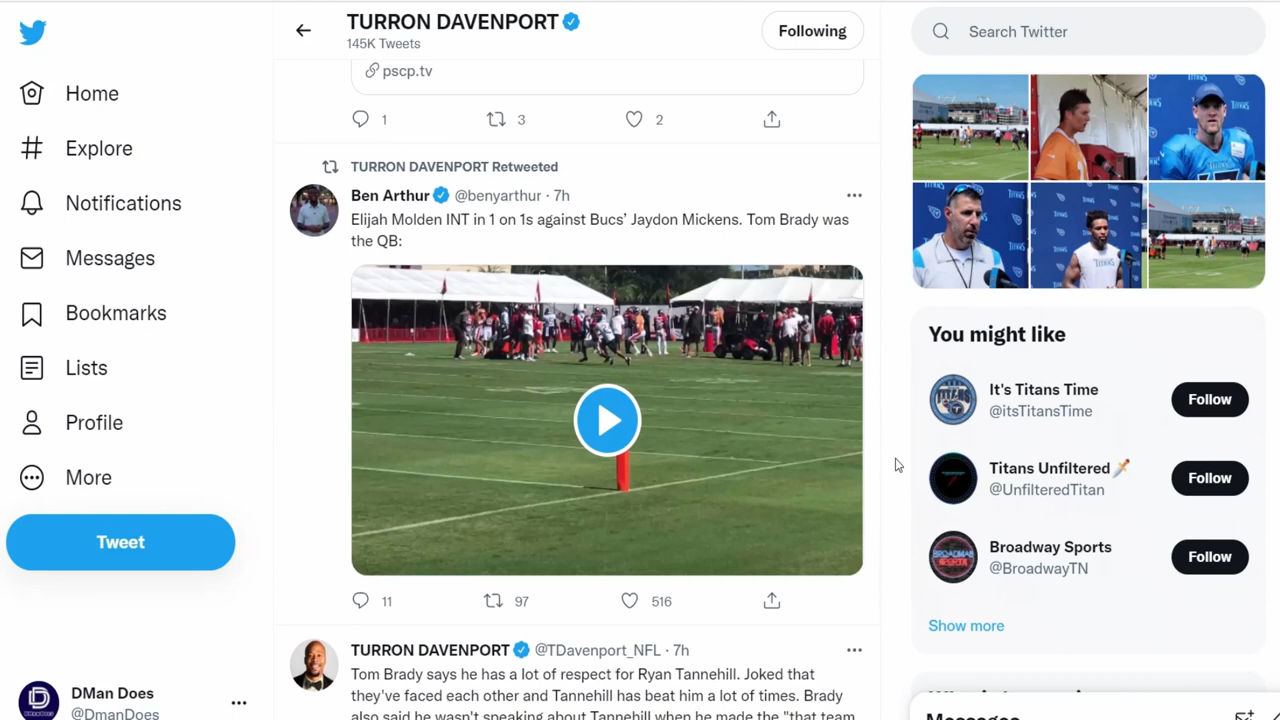 TURRON DAVENPORT
145K Tweets
Following
Search Twitter
Home
Explore
Notifications
Messages
Bookmarks
Lists
Profile
More
Tweet
DMan Does
@DmanDoes
pscp.tv
1
3
2
TURRON DAVENPORT Retweeted
Ben Arthur @benyarthur · 7h
Elijah Molden INT in 1 on 1s against Bucs’ Jaydon Mickens. Tom Brady was
the QB:
11
97
516
TURRON DAVENPORT @TDavenport_NFL · 7h
Tom Brady says he has a lot of respect for Ryan Tannehill. Joked that
they've faced each other and Tannehill has beat him a lot of times. Brady
also said he wasn't speaking about Tannehill when he made the "that team
You might like
It's Titans Time
@itsTitansTime
Follow
Titans Unfiltered
@UnfilteredTitan
Follow
Broadway Sports
@BroadwayTN
Follow
Show more
Messages